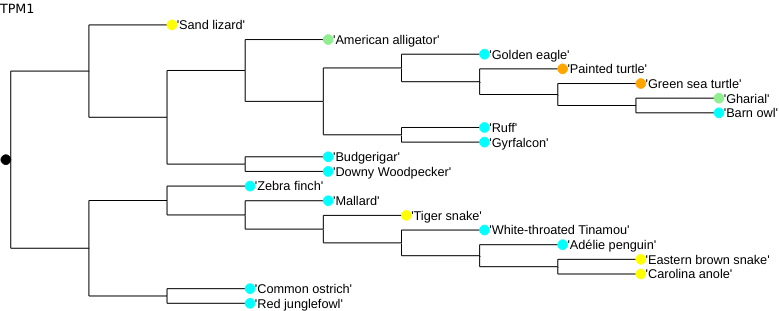 TPM1
'Sand lizard'
'American alligator'
'Golden eagle'
'Painted turtle'
'Green sea turtle'
'Gharial'
'Barn owl'
'Ruff'
'Gyrfalcon'
'Budgerigar'
'Downy Woodpecker'
'Zebra finch'
'Mallard'
'Tiger snake'
'White-throated Tinamou'
'Adélie penguin'
'Eastern brown snake'
'Carolina anole'
'Common ostrich'
'Red junglefowl'